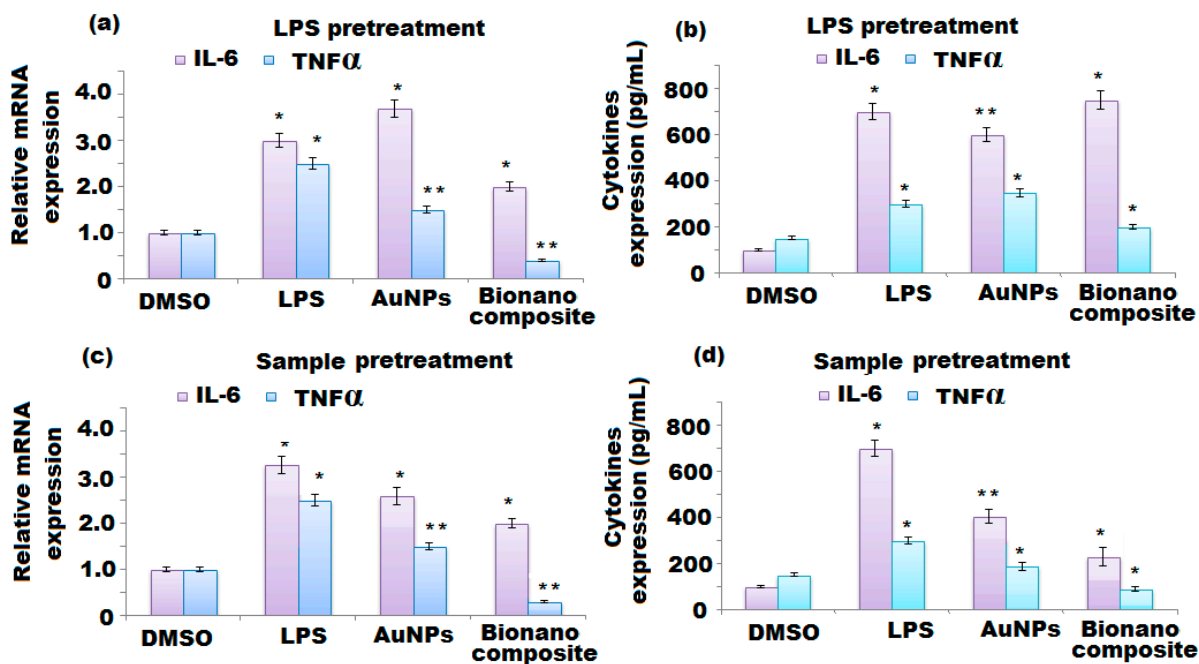 (a)
LPS pretreatment
IL-6 TNFα
Relative mRNA
expression
4.0
3.0
2.0
1.0
0
* * * ** * **
DMSO LPS AuNPs Bionano
composite
(b)
LPS pretreatment
IL-6 TNFα
Cytokines
expression (pg/mL)
800
600
400
200
0
* * ** * * *
DMSO LPS AuNPs Bionano
composite
(c)
Sample pretreatment
IL-6 TNFα
Relative mRNA
expression
4.0
3.0
2.0
1.0
0
* * * ** * **
DMSO LPS AuNPs Bionano
composite
(d)
Sample pretreatment
IL-6 TNFα
Cytokines
expression (pg/mL)
800
600
400
200
0
* * ** * * *
DMSO LPS AuNPs Bionano
composite